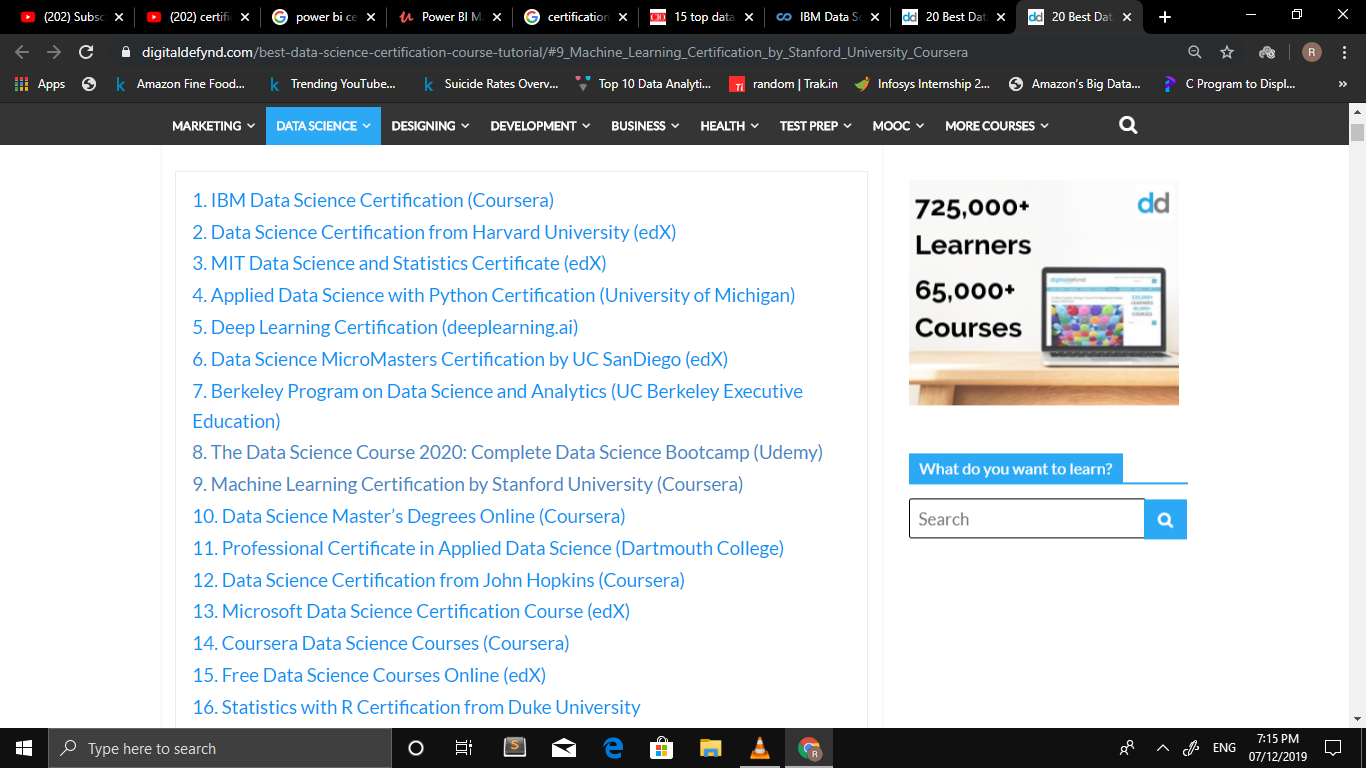 (202) Subsc
(202) certifi
power bi ce
Power BI M
certification
15 top data
IBM Data Sc
20 Best Dat
20 Best Dat
digitaldefynd.com/best-data-science-certification-course-tutorial/#9_Machine_Learning_Certification_by_Stanford_University_Coursera
R
Apps
Amazon Fine Food...
Trending YouTube...
Suicide Rates Overv...
Top 10 Data Analyti...
random | Trak.in
Infosys Internship 2...
Amazon's Big Data...
C Program to Displ...
MARKETING
DATA SCIENCE
DESIGNING
DEVELOPMENT
BUSINESS
HEALTH
TEST PREP
MOOC
MORE COURSES
1. IBM Data Science Certification (Coursera)
2. Data Science Certification from Harvard University (edX)
3. MIT Data Science and Statistics Certificate (edX)
4. Applied Data Science with Python Certification (University of Michigan)
5. Deep Learning Certification (deeplearning.ai)
6. Data Science MicroMasters Certification by UC SanDiego (edX)
7. Berkeley Program on Data Science and Analytics (UC Berkeley Executive
Education)
8. The Data Science Course 2020: Complete Data Science Bootcamp (Udemy)
9. Machine Learning Certification by Stanford University (Coursera)
10. Data Science Master's Degrees Online (Coursera)
11. Professional Certificate in Applied Data Science (Dartmouth College)
12. Data Science Certification from John Hopkins (Coursera)
13. Microsoft Data Science Certification Course (edX)
14. Coursera Data Science Courses (Coursera)
15. Free Data Science Courses Online (edX)
16. Statistics with R Certification from Duke University
725,000+
Learners
65,000+
Courses
dd
What do you want to learn?
Search
Type here to search
ENG
7:15 PM
07/12/2019